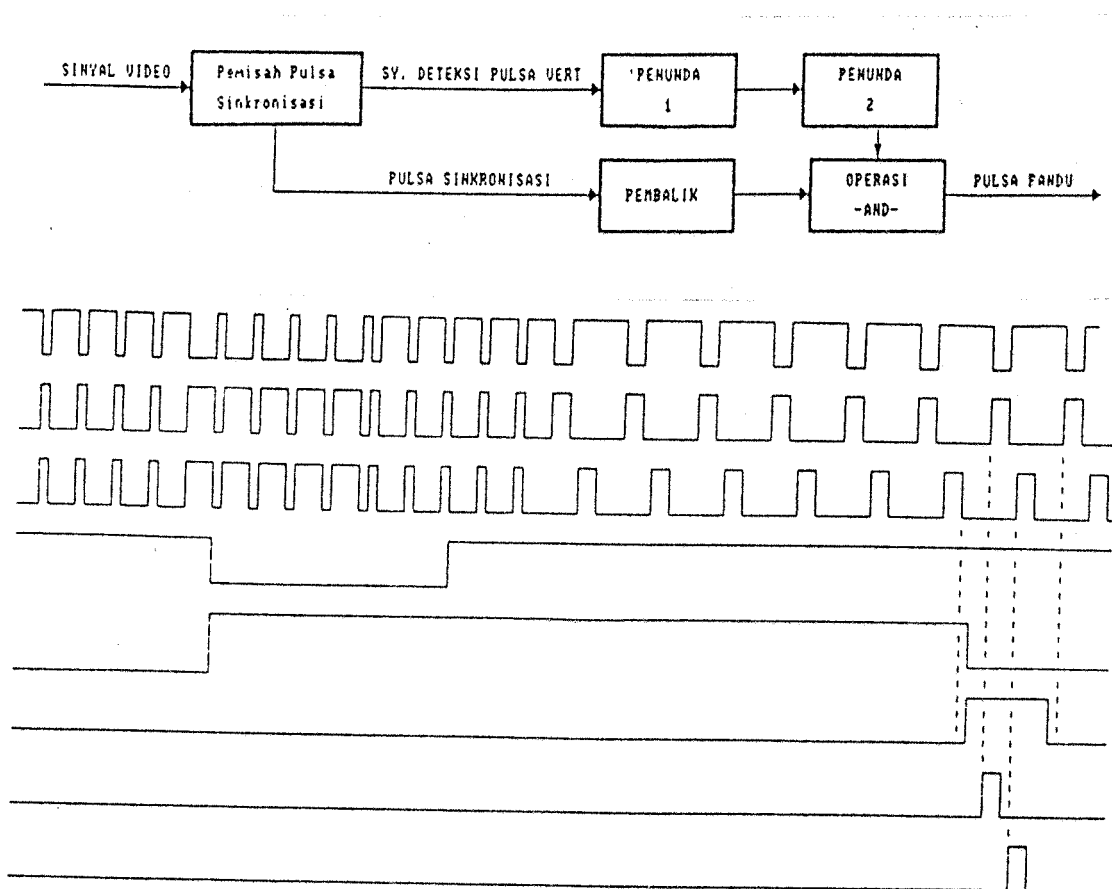 SINYAL VIDEO
Pemisah Pulsa
Sinkronisasi
SY. DETEKSI PULSA VERT
PENUNDA
1
PENUNDA
2
PULSA SINKRONISASI
PEMBALIK
OPERASI
-AND-
PULSA PANDU